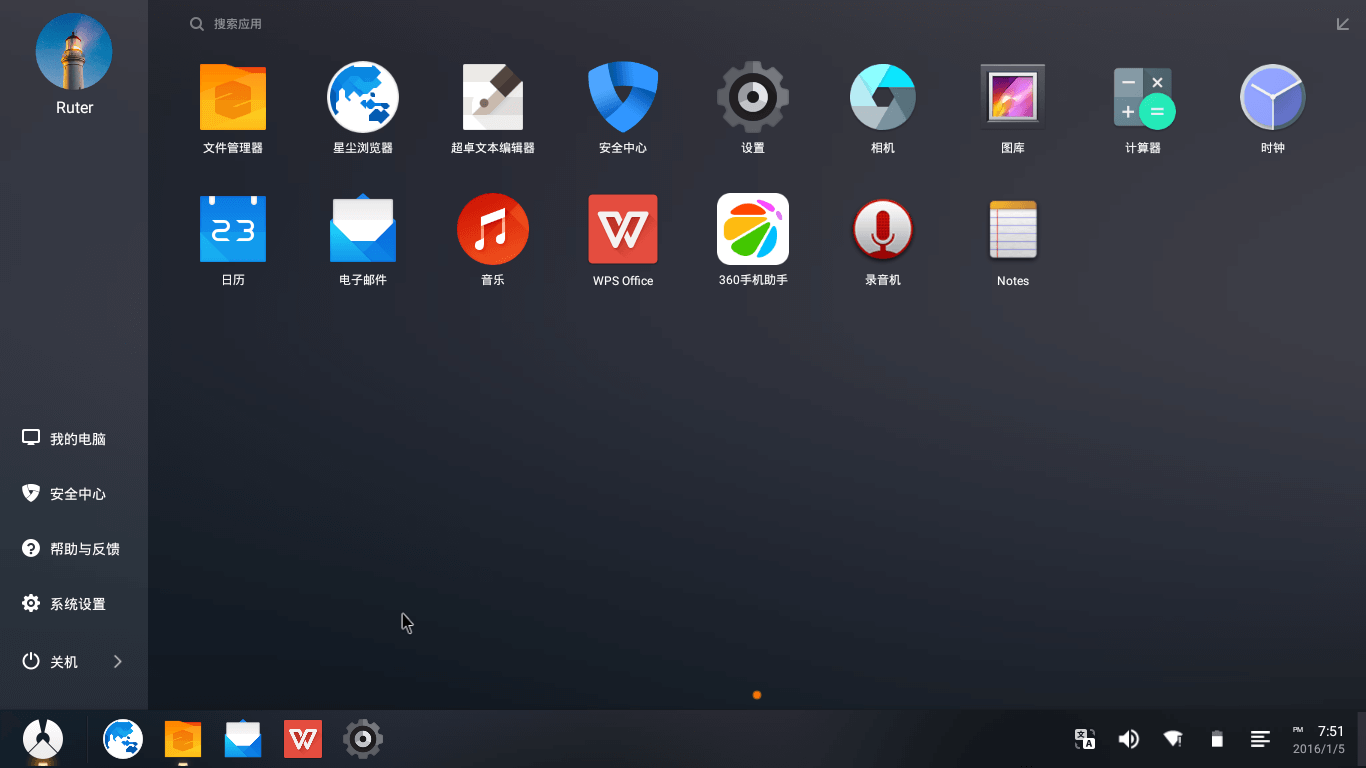 Ruter
搜索应用
文件管理器
星尘浏览器
超卓文本编辑器
安全中心
设置
相机
图库
计算器
时钟
23
日历
电子邮件
音乐
WPS Office
360手机助手
录音机
Notes
我的电脑
安全中心
帮助与反馈
系统设置
关机
文 A
PM 7:51
2016/1/5